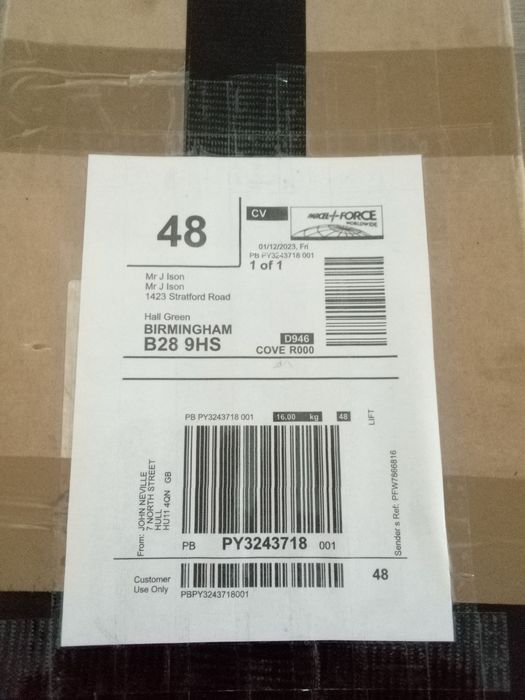 48
CV
PARCEL FORCE
WORLDWIDE
01/12/2023, Fri
PB PY3243718 001
1 of 1
Mr J Ison
Mr J Ison
1423 Stratford Road
Hall Green
BIRMINGHAM
B28 9HS
D946
COVE R000
PB PY3243718 001 16.00 kg 48
LIFT
From: JOHN NEVILLE
7 NORTH STREET
HULL
HU11 4QN GB
Sender's Ref: PFW7866816
PB PY3243718 001
Customer
Use Only
PBPY3243718001
48